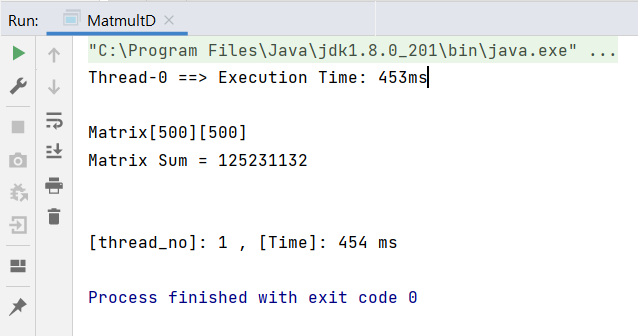 Run: MatmultD
"C:\Program Files\Java\jdk1.8.0_201\bin\java.exe" ...
Thread-0 ==> Execution Time: 453ms
Matrix[500][500]
Matrix Sum = 125231132
[thread_no]: 1 , [Time]: 454 ms
Process finished with exit code 0